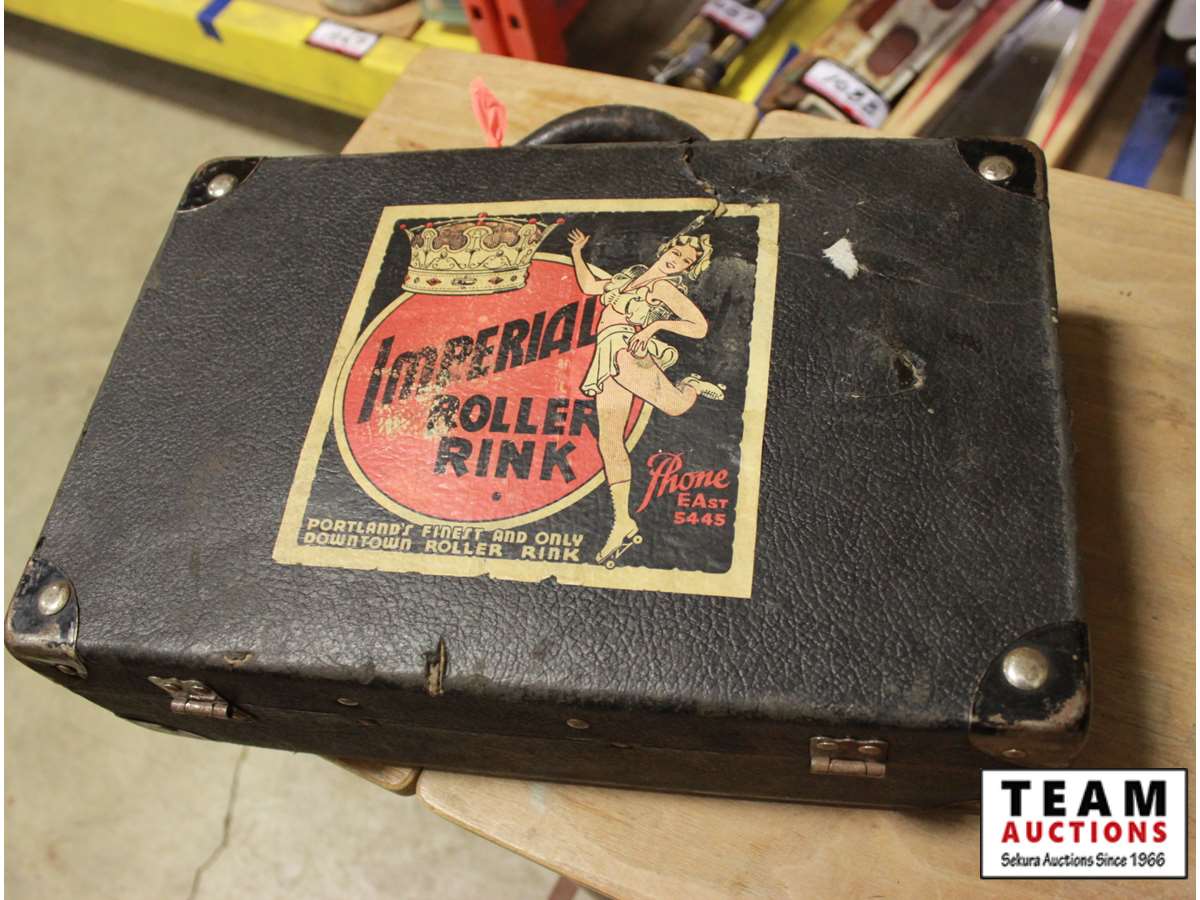 1088
IMPERIAL
ROLLER
RINK
Phone
EAST
5445
PORTLAND'S FINEST AND ONLY
DOWNTOWN ROLLER RINK
TEAM
AUCTIONS
Sekura Auctions Since 1966